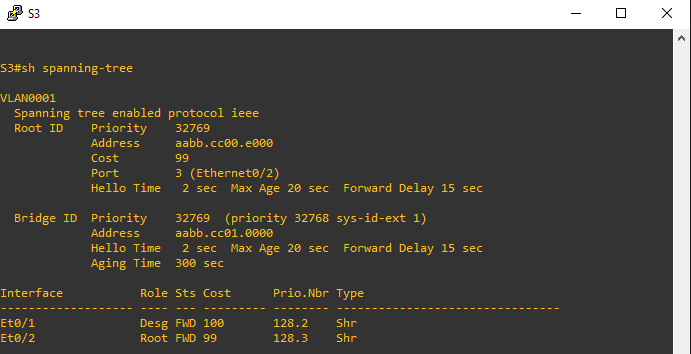 S3
S3#sh spanning-tree
VLAN0001
Spanning tree enabled protocol ieee
Root ID Priority 32769
Address aabb.cc00.e000
Cost 99
Port 3 (Ethernet0/2)
Hello Time 2 sec Max Age 20 sec Forward Delay 15 sec
Bridge ID Priority 32769 (priority 32768 sys-id-ext 1)
Address aabb.cc01.0000
Hello Time 2 sec Max Age 20 sec Forward Delay 15 sec
Aging Time 300 sec
Interface Role Sts Cost Prio.Nbr Type
------------------- ---- --- --------- -------- --------------------------------
Et0/1 Desg FWD 100 128.2 Shr
Et0/2 Root FWD 99 128.3 Shr